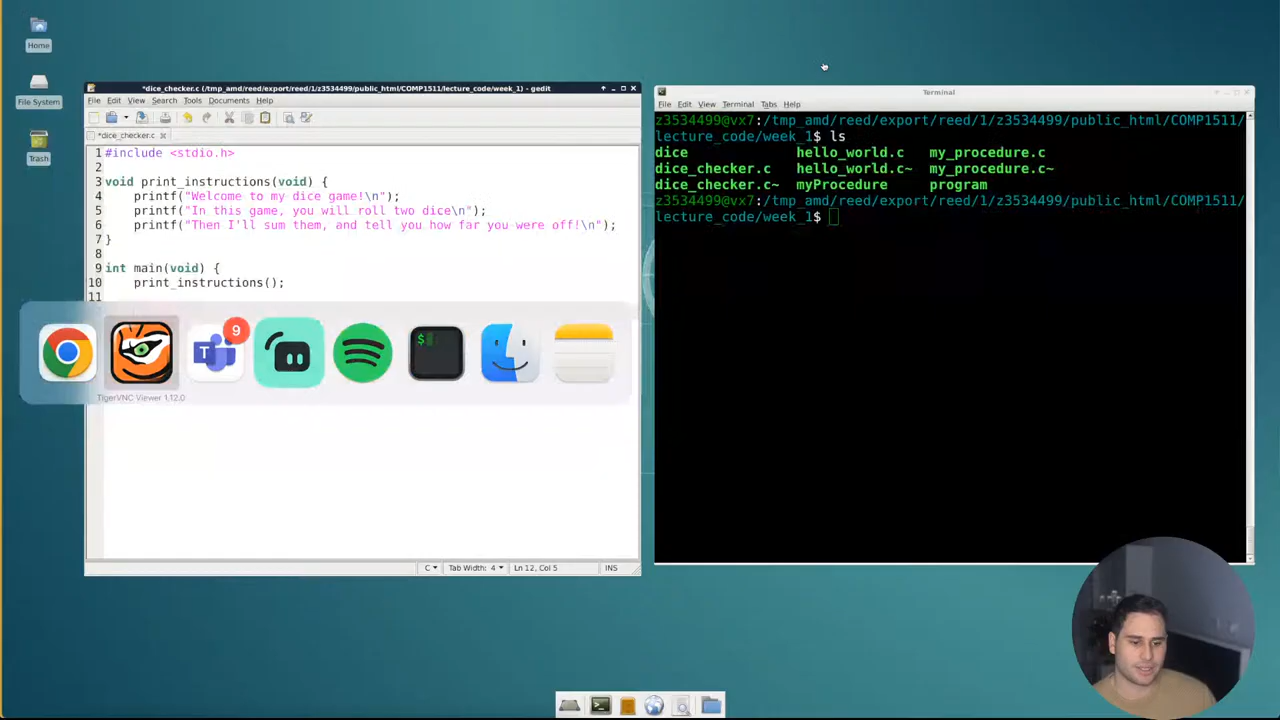 Home
File System
Trash
*dice_checker.c (/tmp_amd/reed/export/reed/1/z3534499/public_html/COMP1511/lecture_code/week_1) - gedit
File Edit View Search Tools Documents Help
*dice_checker.c
1 #include <stdio.h>
2
3 void print_instructions(void) {
4     printf("Welcome to my dice game!\n");
5     printf("In this game, you will roll two dice\n");
6     printf("Then I'll sum them, and tell you how far you were off!\n");
7 }
8
9 int main(void) {
10     print_instructions();
11
9
T
$
TigerVNC Viewer 1.12.0
C Tab Width: 4 Ln 12, Col 5 INS
Terminal
File Edit View Terminal Tabs Help
z3534499@vx7:/tmp_amd/reed/export/reed/1/z3534499/public_html/COMP1511/
lecture_code/week_1$ ls
dice hello_world.c my_procedure.c
dice_checker.c hello_world.c~ my_procedure.c~
dice_checker.c~ myProcedure program
z3534499@vx7:/tmp_amd/reed/export/reed/1/z3534499/public_html/COMP1511/
lecture_code/week_1$